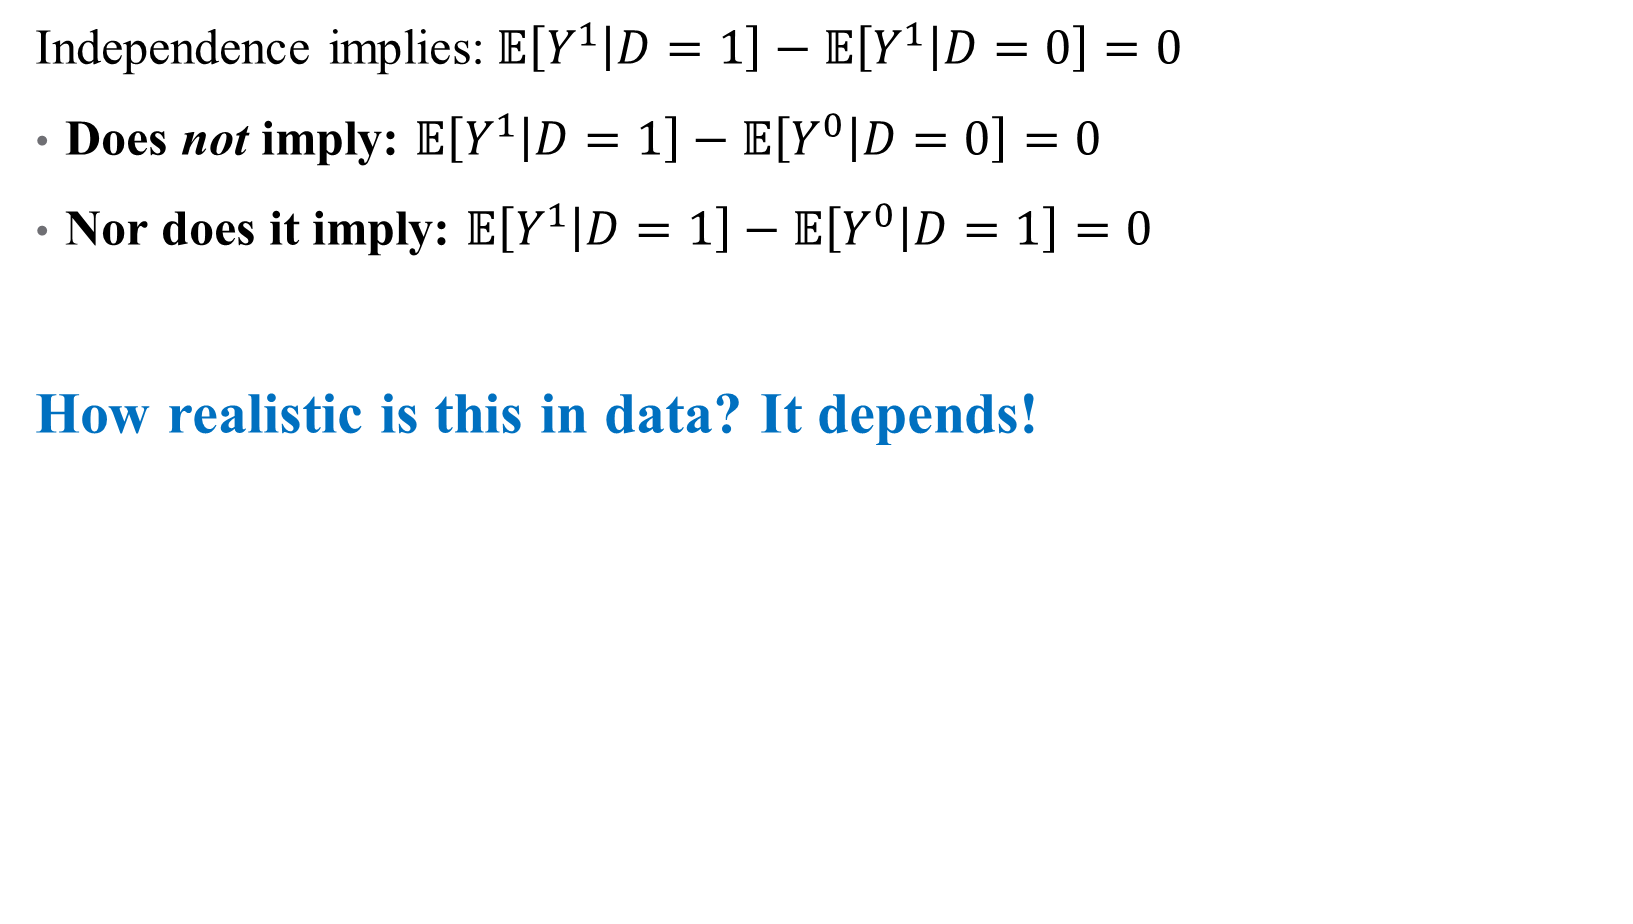 Independence implies: 𝔼[𝑌¹|𝐷 = 1] − 𝔼[𝑌¹|𝐷 = 0] = 0
• Does not imply: 𝔼[𝑌¹|𝐷 = 1] − 𝔼[𝑌⁰|𝐷 = 0] = 0
• Nor does it imply: 𝔼[𝑌¹|𝐷 = 1] − 𝔼[𝑌⁰|𝐷 = 1] = 0
How realistic is this in data? It depends!